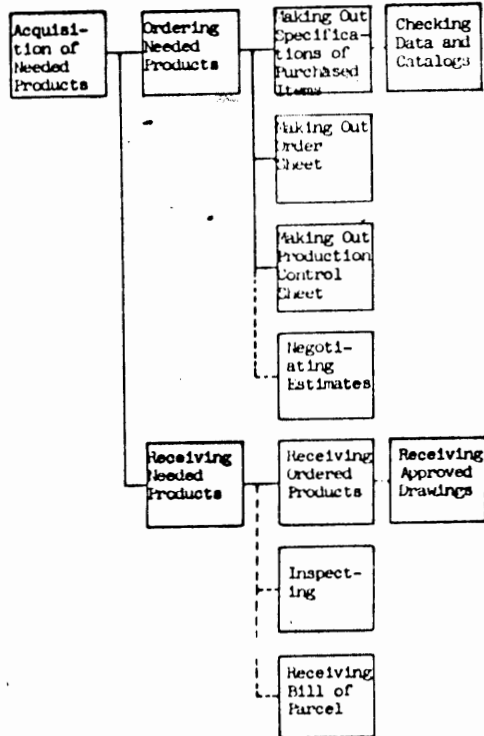 Acquisi-
tion of
Needed
Products
Ordering
Needed
Products
Making Out
Specifica-
tions of
Purchased
Items
Checking
Data and
Catalogs
Making Out
Order
Sheet
Making Out
Production
Control
Sheet
Negoti-
ating
Estimates
Receiving
Needed
Products
Receiving
Ordered
Products
Receiving
Approved
Drawings
Inspect-
ing
Receiving
Bill of
Parcel